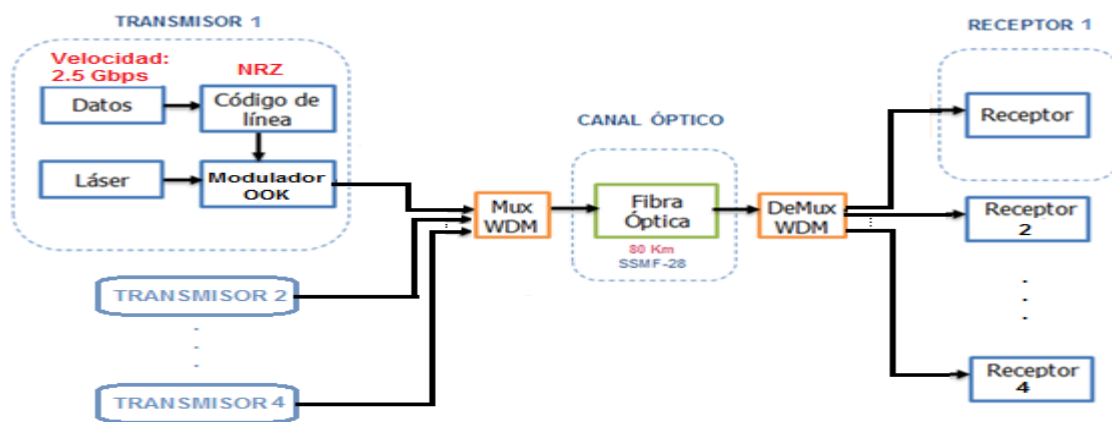 TRANSMISOR 1
Velocidad:
2.5 Gbps
NRZ
Datos
Código de
línea
Láser
Modulador
OOK
TRANSMISOR 2
TRANSMISOR 4
Mux
WDM
CANAL ÓPTICO
Fibra
Óptica
80 Km
SSMF-28
DeMux
WDM
RECEPTOR 1
Receptor
Receptor
2
Receptor
4